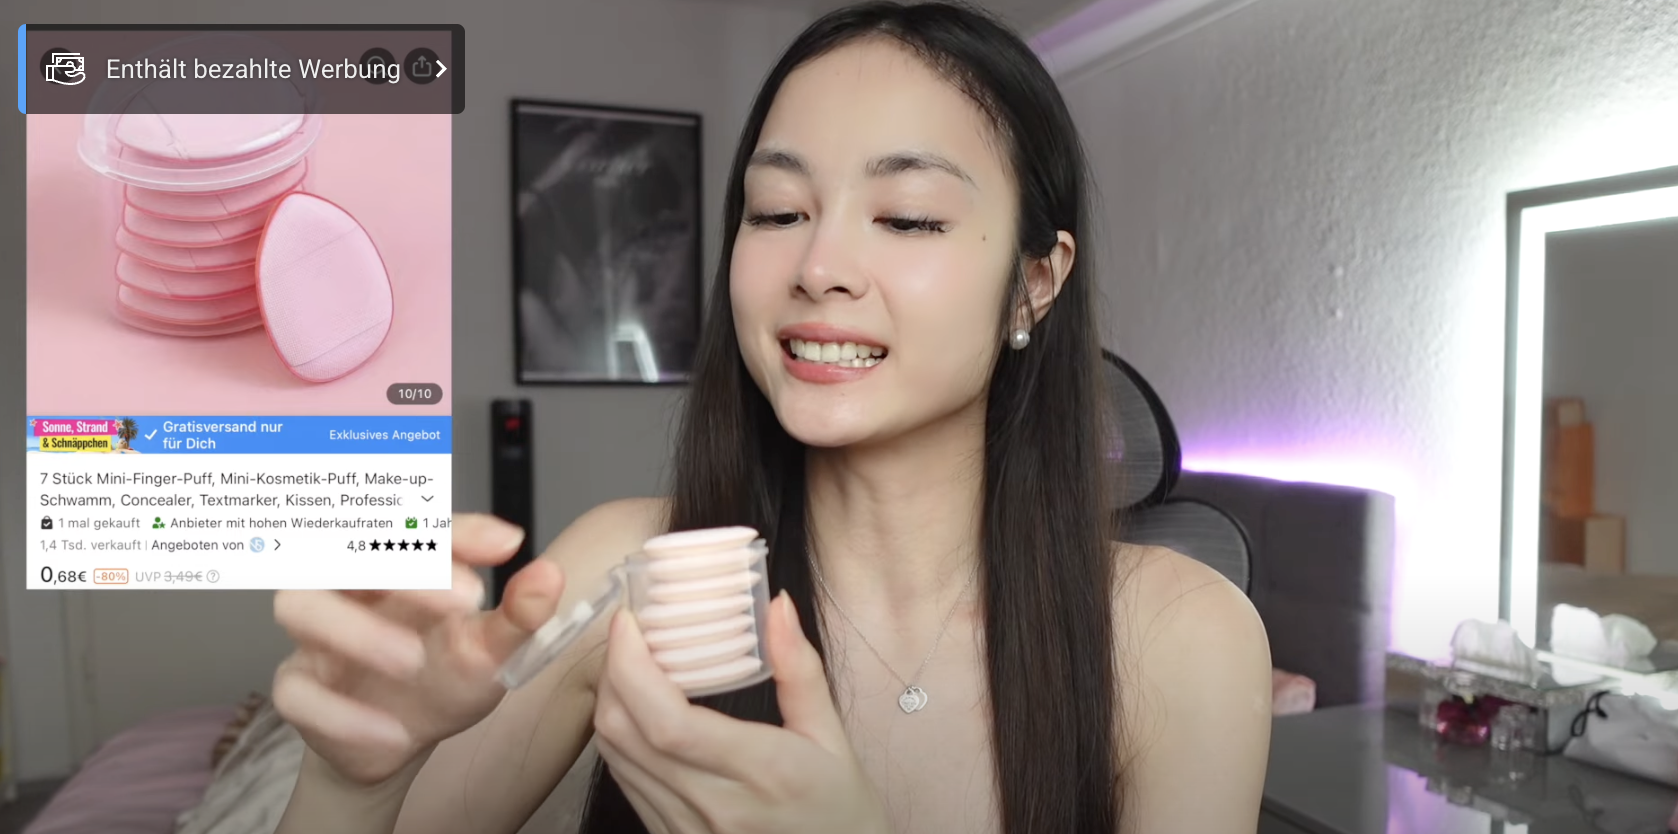 Enthält bezahlte Werbung
10/10
Sonne, Strand
& Schnäppchen
Gratisversand nur
für Dich
Exklusives Angebot
7 Stück Mini-Finger-Puff, Mini-Kosmetik-Puff, Make-up-
Schwamm, Concealer, Textmarker, Kissen, Professic
1 mal gekauft Anbieter mit hohen Wiederkaufraten 1 Jah
1,4 Tsd. verkauft | Angeboten von 4,8
0,68€ -80% UVP 3,49€